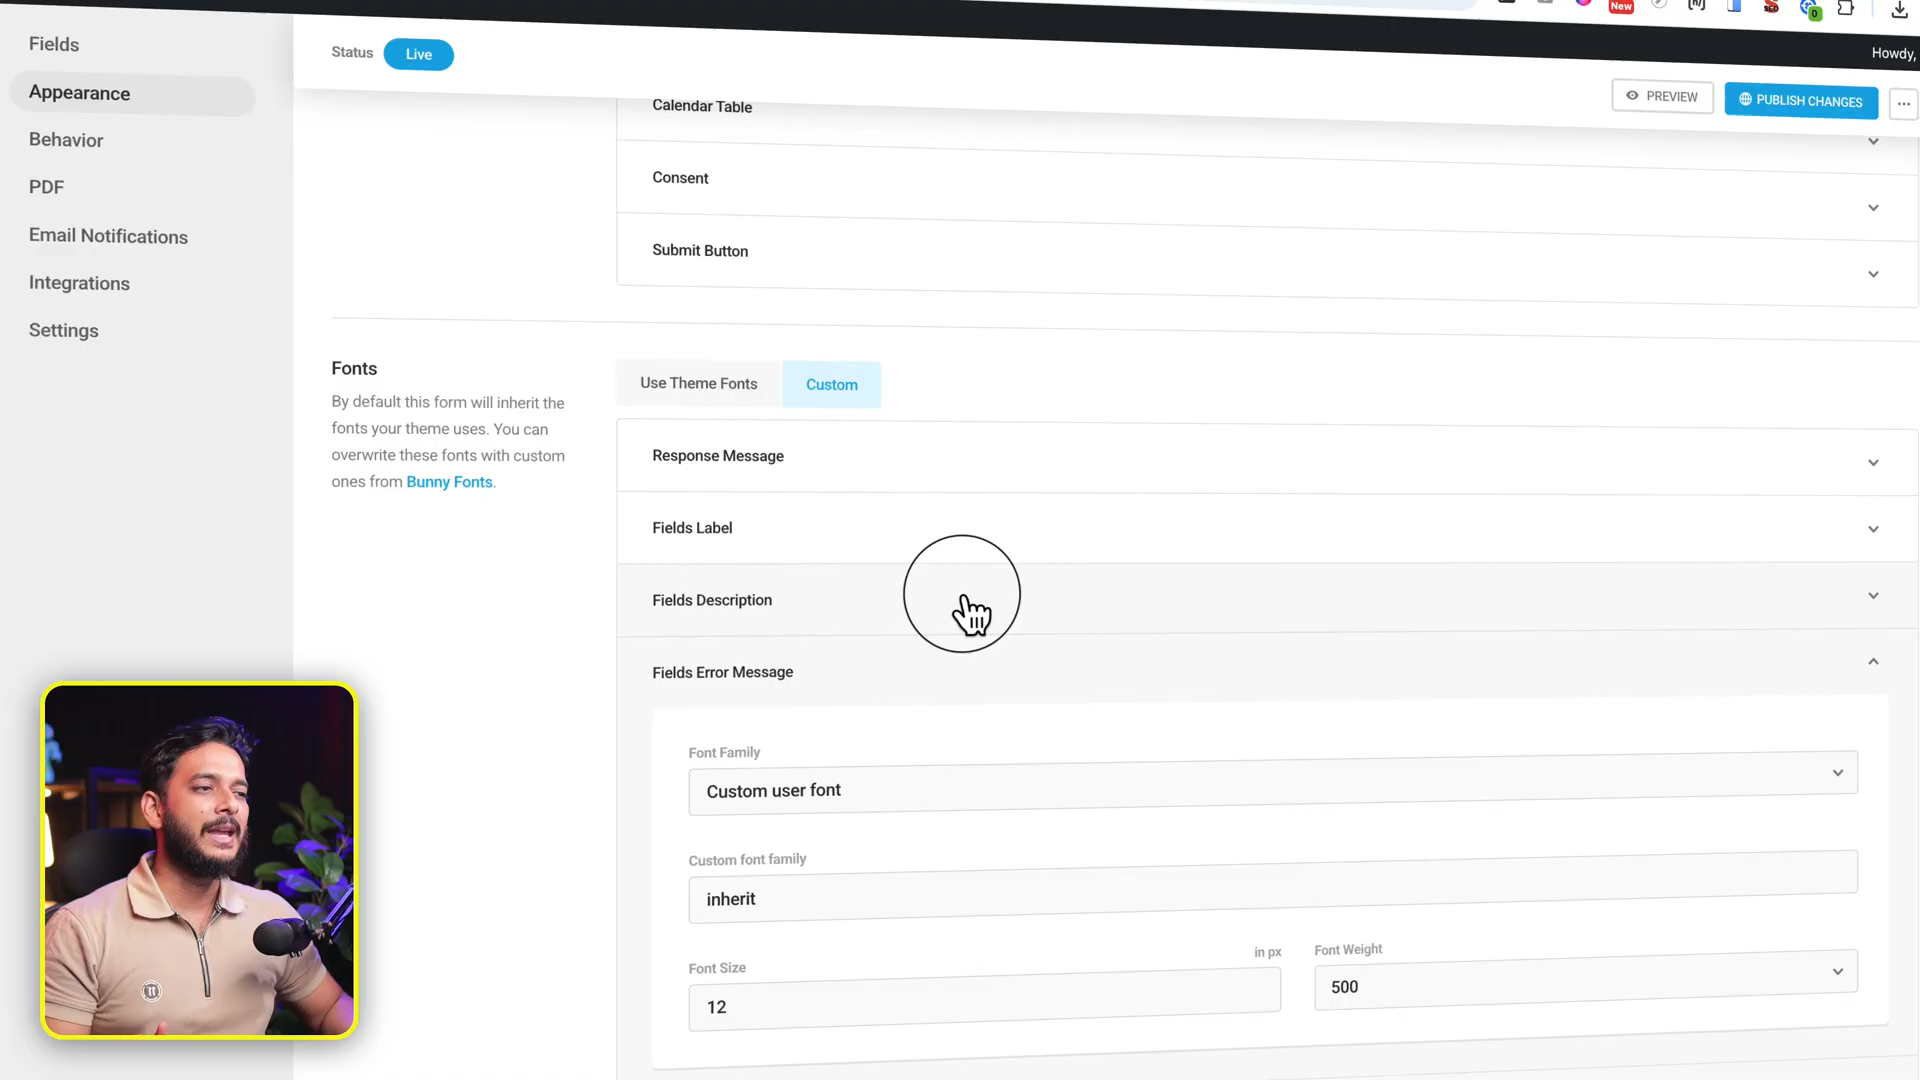 New
0
Howdy,
Fields
Appearance
Behavior
PDF
Email Notifications
Integrations
Settings
Status
Live
PREVIEW
PUBLISH CHANGES
Calendar Table
Consent
Submit Button
Fonts
By default this form will inherit the
fonts your theme uses. You can
overwrite these fonts with custom
ones from Bunny Fonts.
Use Theme Fonts
Custom
Response Message
Fields Label
Fields Description
Fields Error Message
Font Family
Custom user font
Custom font family
inherit
Font Size
in px
12
Font Weight
500